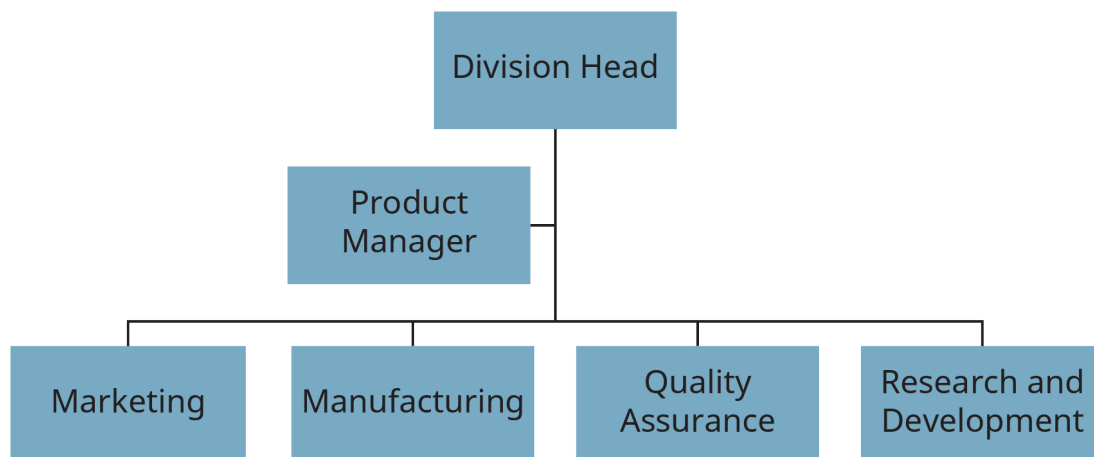 Division Head
Product
Manager
Marketing
Manufacturing
Quality
Assurance
Research and
Development